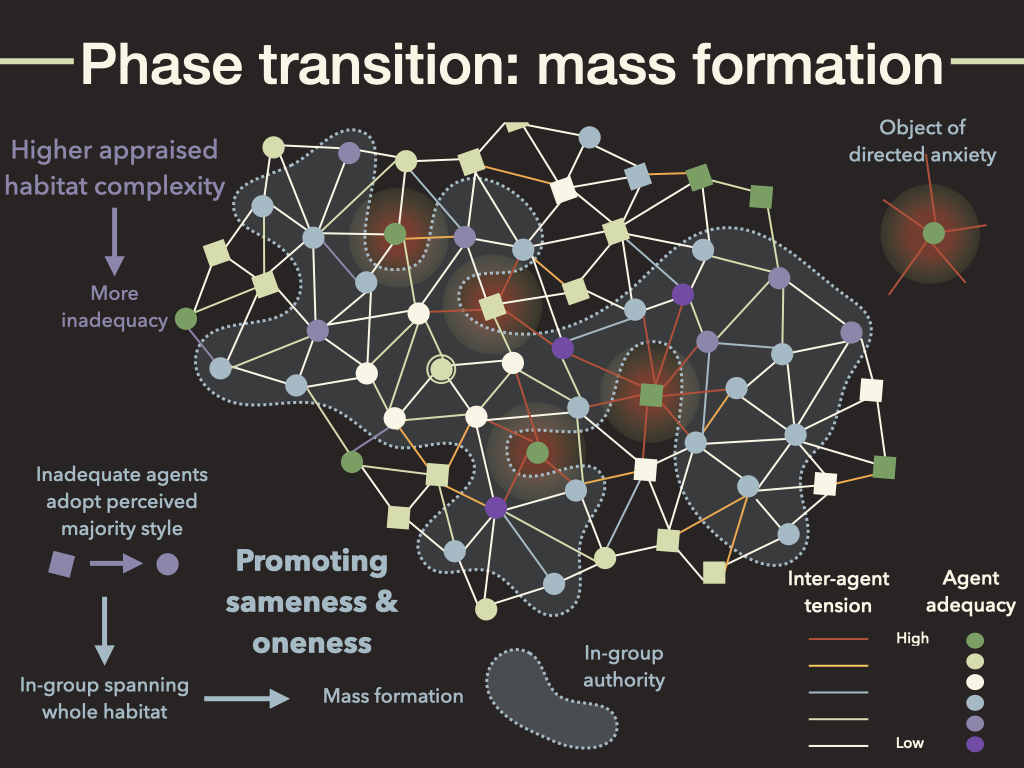 Phase transition: mass formation
Higher appraised
habitat complexity
More
inadequacy
Object of
directed anxiety
Inadequate agents
adopt perceived
majority style
In-group spanning
whole habitat
Promoting
sameness &
oneness
Mass formation
In-group
authority
Inter-agent
tension
Agent
adequacy
High
Low